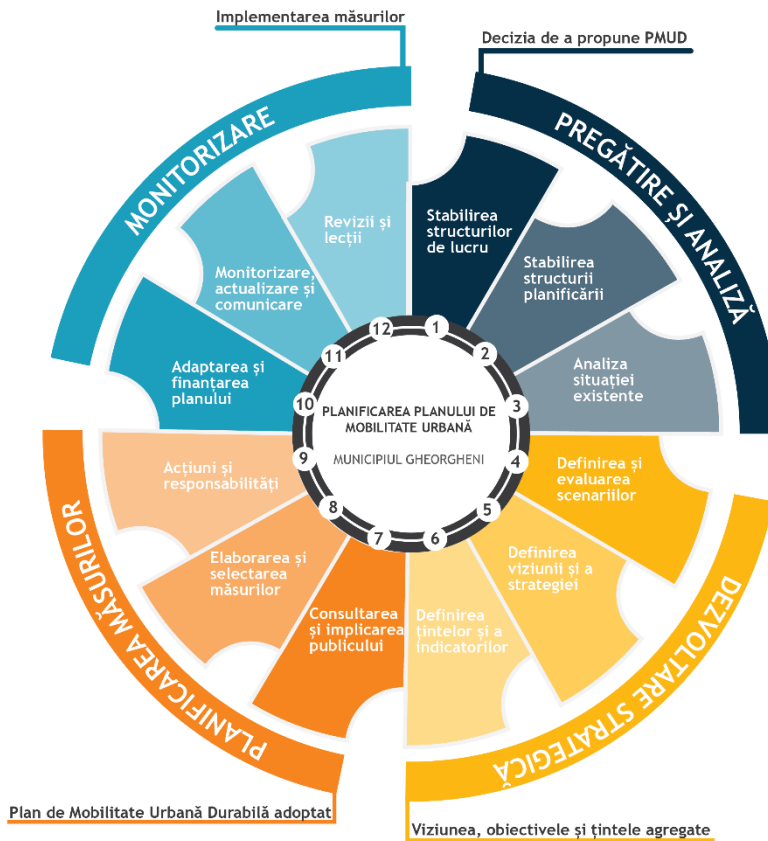 Implementarea măsurilor
Decizia de a propune PMUD
MONITORIZARE
PREGĂTIRE ȘI ANALIZĂ
Revizii și
lecții
Stabilirea
structurilor
de lucru
Monitorizare,
actualizare și
comunicare
Stabilirea
structurii
planificării
Adaptarea și
finanțarea
planului
Analiza
situației
existente
12
1
11
2
10
3
9
4
8
5
7
6
PLANIFICAREA PLANULUI DE
MOBILITATE URBANĂ
MUNICIPIUL GHEORGHENI
Acțiuni și
responsabilități
Definirea și
evaluarea
scenariilor
Elaborarea și
selectarea
măsurilor
Definirea
viziunii și a
strategiei
Consultarea
și implicarea
publicului
Definirea
țintelor și a
indicatorilor
PLANIFICAREA MĂSURILOR
DEZVOLTARE STRATEGICĂ
Plan de Mobilitate Urbană Durabilă adoptat
Viziunea, obiectivele și țintele agregate